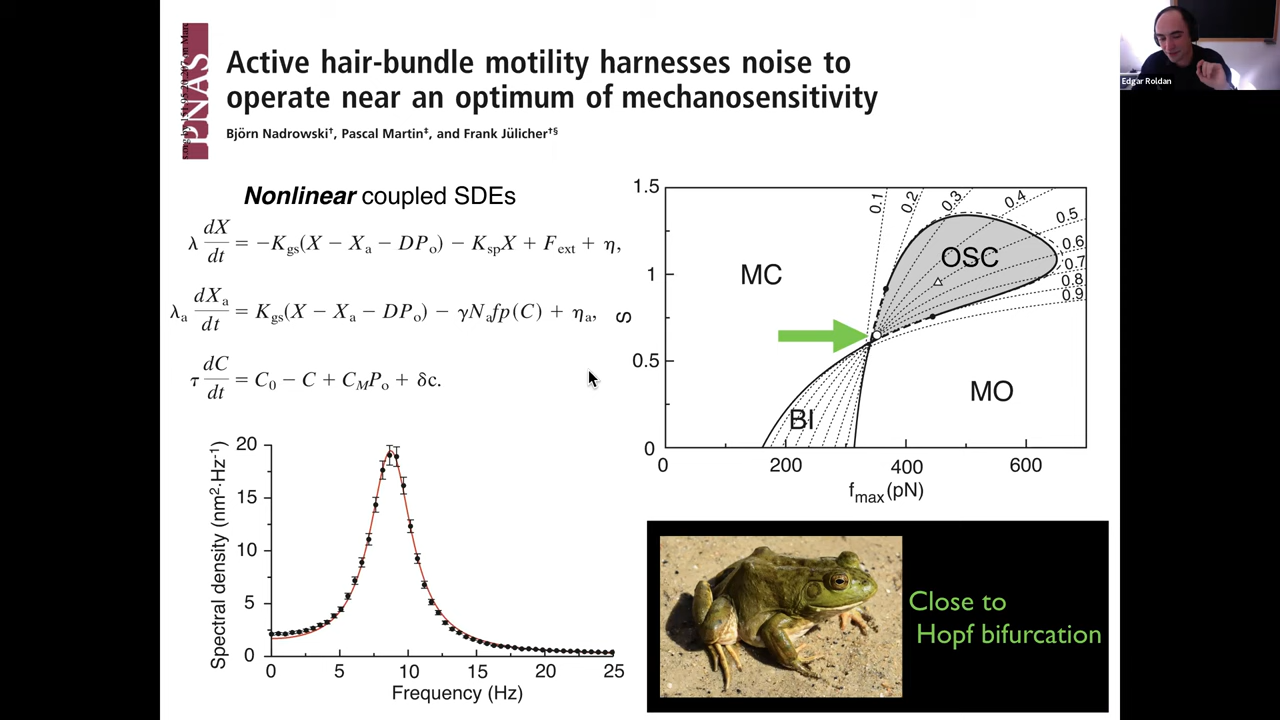 PNAS
Active hair-bundle motility harnesses noise to
operate near an optimum of mechanosensitivity
Björn Nadrowski†, Pascal Martin‡, and Frank Jülicher†§
Edgar Roldan
Nonlinear coupled SDEs
λ dX/dt = −K_gs(X − X_a − DP_o) − K_spX + F_ext + η,
λ_a dX_a/dt = K_gs(X − X_a − DP_o) − γN_afp(C) + η_a,
τ dC/dt = C_0 − C + C_MP_o + δc.
1.5
1
0.5
0
S
MC
OSC
BI
MO
0.1
0.2
0.3
0.4
0.5
0.6
0.7
0.8
0.9
0
200
400
600
f_max(pN)
20
15
10
5
0
Spectral density (nm²·Hz⁻¹)
0
5
10
15
20
25
Frequency (Hz)
Close to
Hopf bifurcation